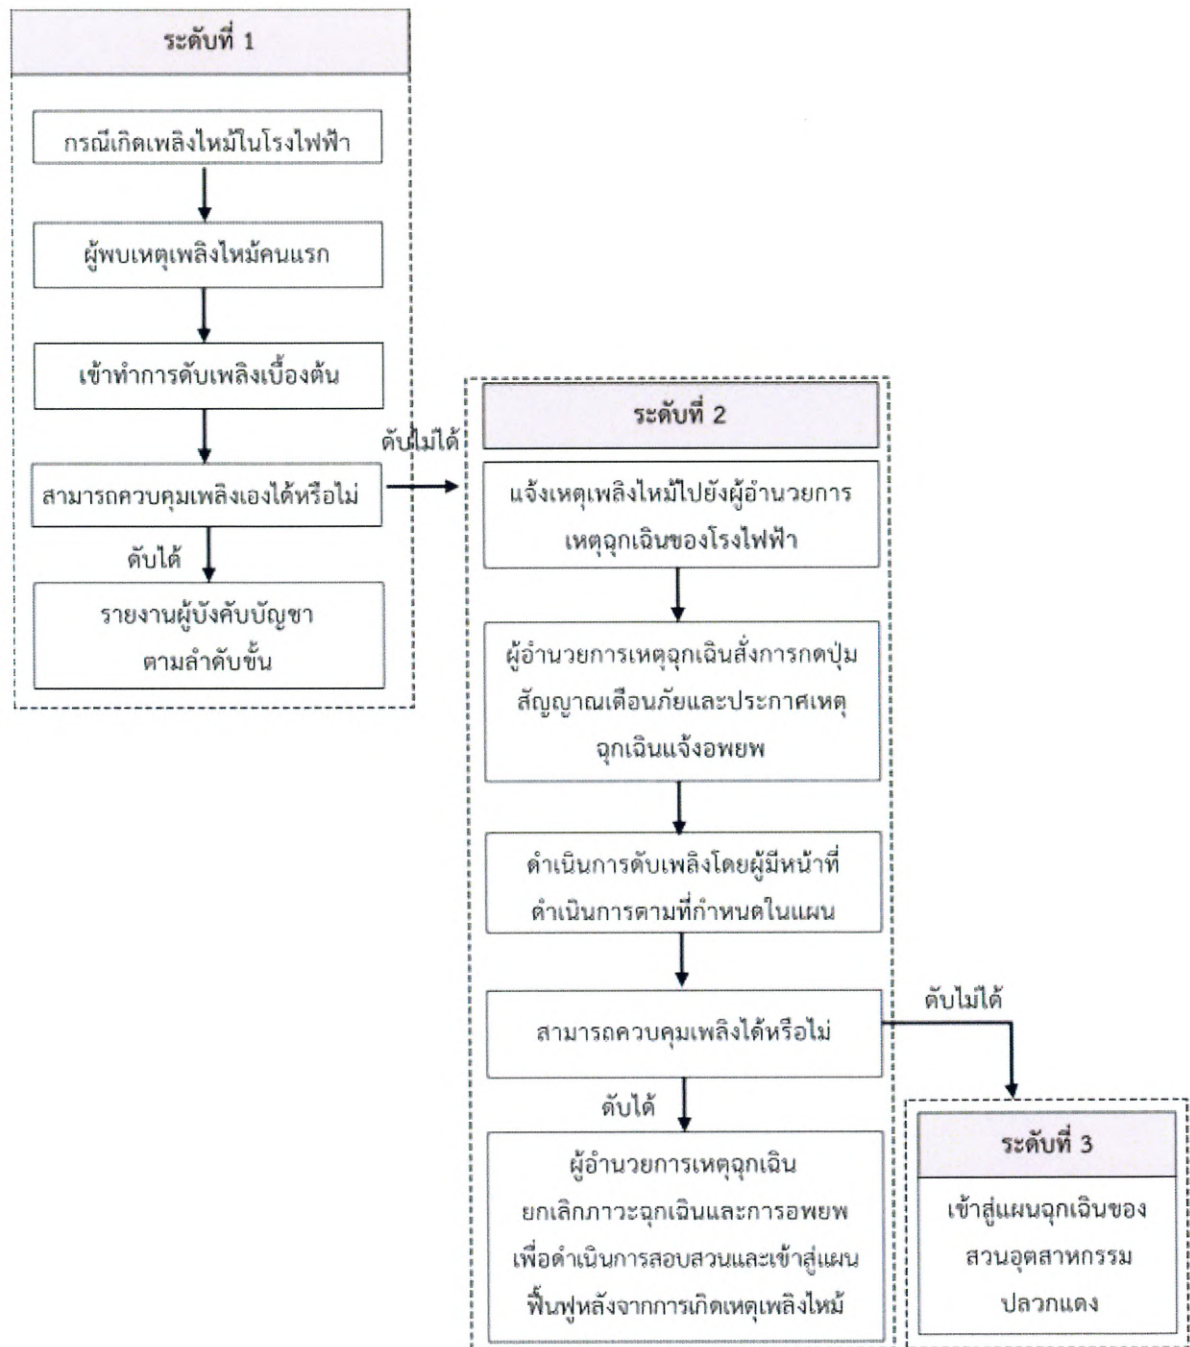 ระดับที่ 1
กรณีเกิดเพลิงไหม้ในโรงไฟฟ้า
ผู้พบเหตุเพลิงไหม้คนแรก
เข้าทำการดับเพลิงเบื้องต้น
สามารถควบคุมเพลิงเองได้หรือไม่
ดับไม่ได้
ดับได้
รายงานผู้บังคับบัญชา
ตามลำดับขั้น
ระดับที่ 2
แจ้งเหตุเพลิงไหม้ไปยังผู้อำนวยการ
เหตุฉุกเฉินของโรงไฟฟ้า
ผู้อำนวยการเหตุฉุกเฉินสั่งการกดปุ่ม
สัญญาณเตือนภัยและประกาศเหตุ
ฉุกเฉินแจ้งอพยพ
ดำเนินการดับเพลิงโดยผู้มีหน้าที่
ดำเนินการตามที่กำหนดในแผน
สามารถควบคุมเพลิงได้หรือไม่
ดับไม่ได้
ดับได้
ผู้อำนวยการเหตุฉุกเฉิน
ยกเลิกภาวะฉุกเฉินและการอพยพ
เพื่อดำเนินการสอบสวนและเข้าสู่แผน
ฟื้นฟูหลังจากการเกิดเหตุเพลิงไหม้
ระดับที่ 3
เข้าสู่แผนฉุกเฉินของ
สวนอุตสาหกรรม
ปลวกแดง